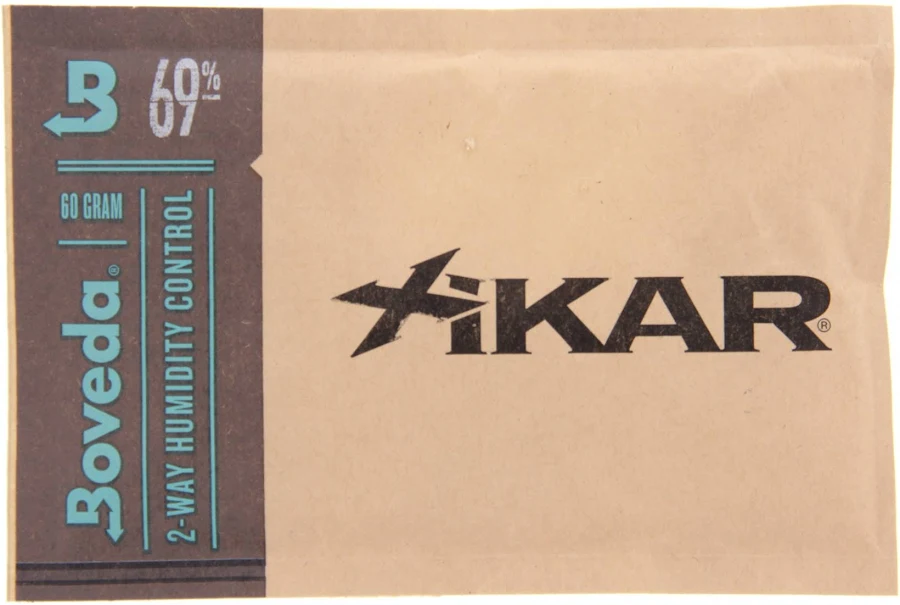 69%
60 GRAM
Boveda®
2-WAY HUMIDITY CONTROL
XIKAR®